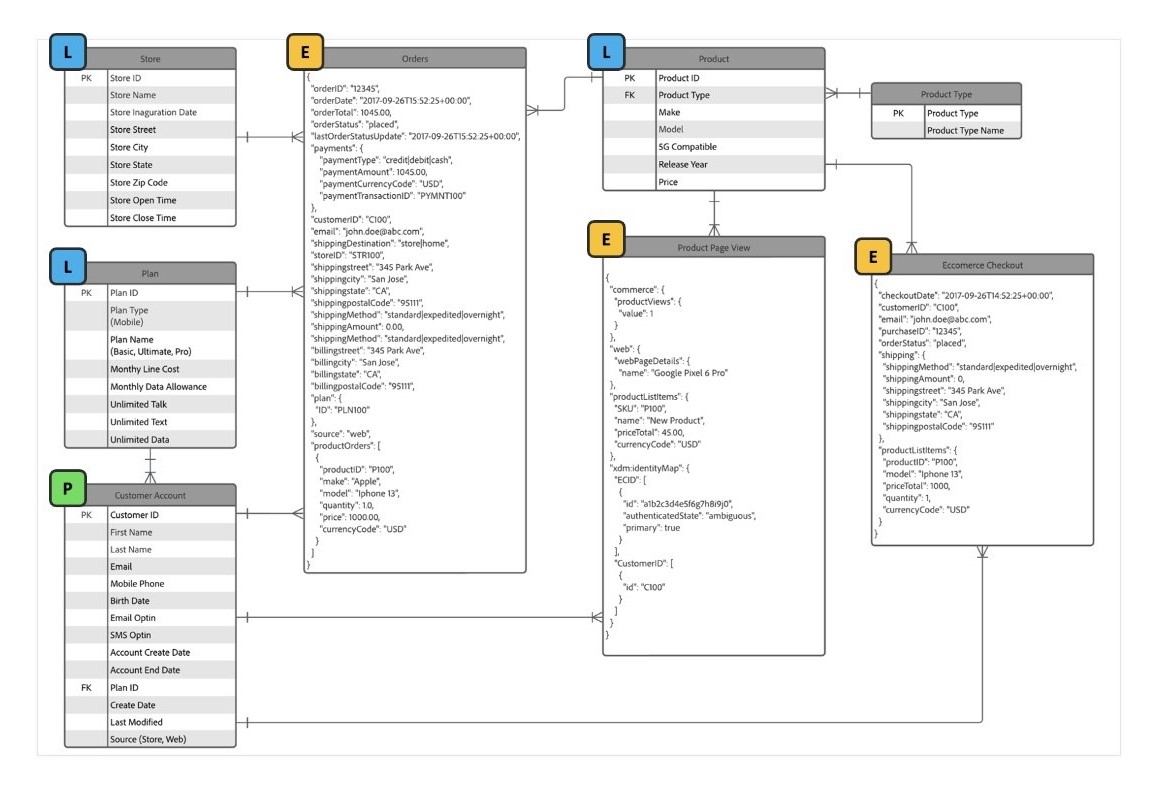 L
Store
PK Store ID
Store Name
Store Inaguration Date
Store Street
Store City
Store State
Store Zip Code
Store Open Time
Store Close Time
L
Plan
PK Plan ID
Plan Type
(Mobile)
Plan Name
(Basic, Ultimate, Pro)
Monthy Line Cost
Monthly Data Allowance
Unlimited Talk
Unlimited Text
Unlimited Data
P
Customer Account
PK Customer ID
First Name
Last Name
Email
Mobile Phone
Birth Date
Email Optin
SMS Optin
Account Create Date
Account End Date
FK Plan ID
Create Date
Last Modified
Source (Store, Web)
E
Orders
{
"orderID": "12345",
"orderDate": "2017-09-26T15:52:25+00:00",
"orderTotal": 1045.00,
"orderStatus": "placed",
"lastOrderStatusUpdate": "2017-09-26T15:52:25+00:00",
"payments": {
"paymentType": "credit|debit|cash",
"paymentAmount": 1045.00,
"paymentCurrencyCode": "USD",
"paymentTransactionID": "PYMNT100"
},
"customerID": "C100",
"email": "john.doe@abc.com",
"shippingDestination": "store|home",
"storeID": "STR100",
"shippingstreet": "345 Park Ave",
"shippingcity": "San Jose",
"shippingstate": "CA",
"shippingpostalCode": "95111",
"shippingMethod": "standard|expedited|overnight",
"shippingAmount": 0.00,
"shippingMethod": "standard|expedited|overnight",
"billingstreet": "345 Park Ave",
"billingcity": "San Jose",
"billingstate": "CA",
"billingpostalCode": "95111",
"plan": {
"ID": "PLN100"
},
"source": "web",
"productOrders": [
{
"productID": "P100",
"make": "Apple",
"model": "Iphone 13",
"quantity": 1.0,
"price": 1000.00,
"currencyCode": "USD"
}
]
}
L
Product
PK Product ID
FK Product Type
Make
Model
5G Compatible
Release Year
Price
Product Type
PK Product Type
Product Type Name
E
Product Page View
{
"commerce": {
"productViews": {
"value": 1
}
},
"web": {
"webPageDetails": {
"name": "Google Pixel 6 Pro"
},
"productListItems": {
"SKU": "P100",
"name": "New Product",
"priceTotal": 45.00,
"currencyCode": "USD"
},
"xdm:identityMap": {
"ECID": [
{
"id": "a1b2c3d4e5f6g7h8i9j0",
"authenticatedState": "ambiguous",
"primary": true
}
],
"CustomerID": [
{
"id": "C100"
}
]
}
}
E
Eccomerce Checkout
{
"checkoutDate": "2017-09-26T14:52:25+00:00",
"customerID": "C100",
"email": "john.doe@abc.com",
"purchaseID": "12345",
"orderStatus": "placed",
"shipping": {
"shippingMethod": "standard|expedited|overnight",
"shippingAmount": 0,
"shippingstreet": "345 Park Ave",
"shippingcity": "San Jose",
"shippingstate": "CA",
"shippingpostalCode": "95111"
},
"productListItems": {
"productID": "P100",
"model": "Iphone 13",
"priceTotal": 1000,
"quantity": 1,
"currencyCode": "USD"
}
}